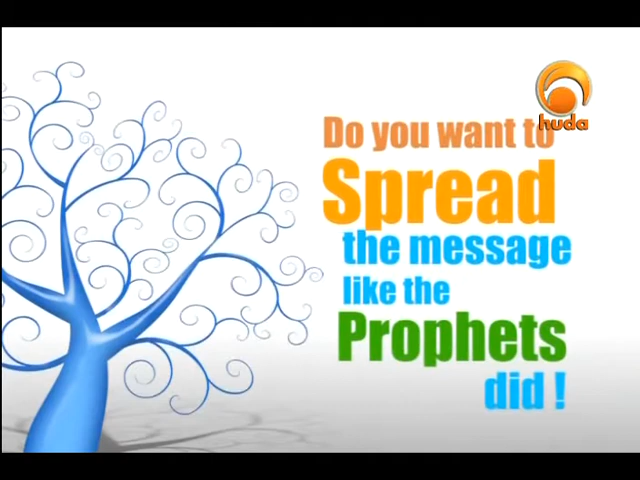 huda
Do you want to
Spread
the message
like the
Prophets
did !